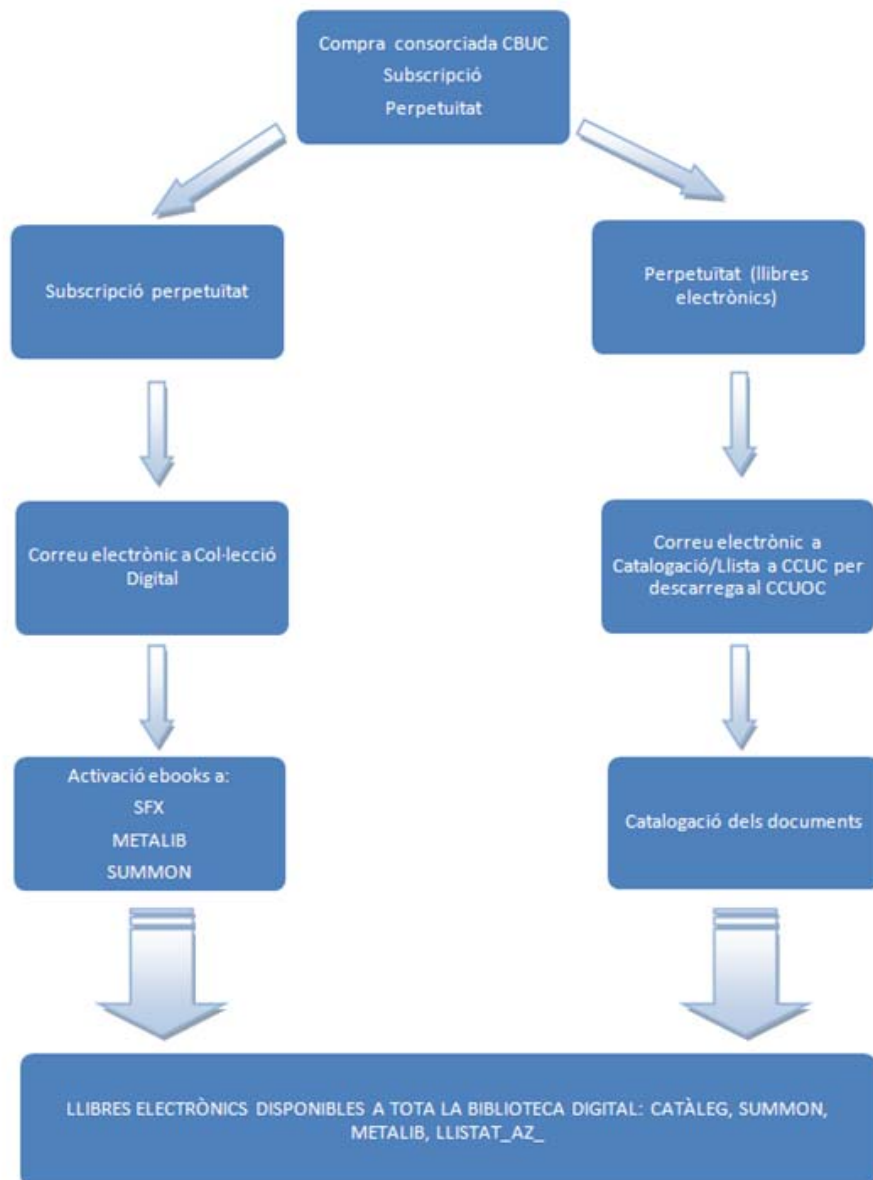 Compra consorciada CBUC
Subscripció
Perpetuitat
Subscripció perpetuïtat
Perpetuïtat (llibres
electrònics)
Correu electrònic a Col·lecció
Digital
Correu electrònic a
Catalogació/Llista a CCUC per
descarrega al CCUOC
Activació ebooks a:
SFX
METALIB
SUMMON
Catalogació dels documents
LLIBRES ELECTRÒNICS DISPONIBLES A TOTA LA BIBLIOTECA DIGITAL: CATÀLEG, SUMMON,
METALIB, LLISTAT_AZ_